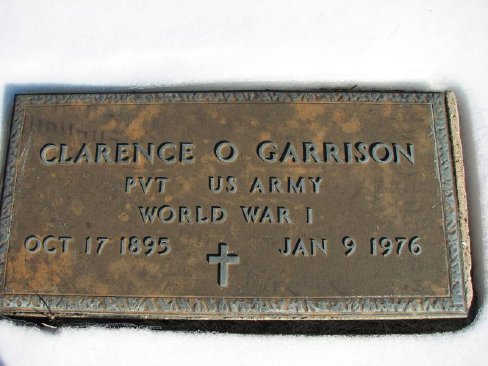 CLARENCE O GARRISON
PVT US ARMY
WORLD WAR I
OCT 17 1895 JAN 9 1976